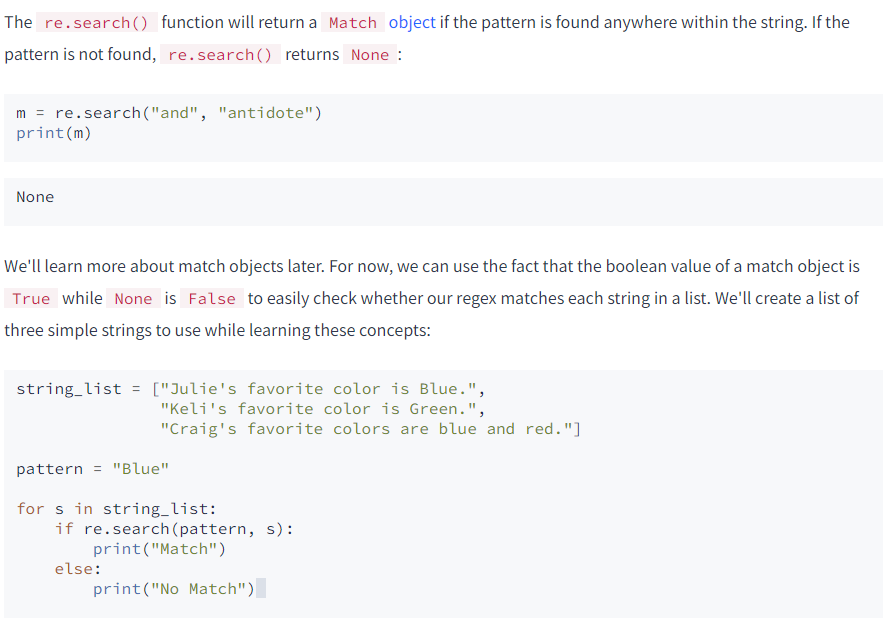 The re.search() function will return a Match object if the pattern is found anywhere within the string. If the
pattern is not found, re.search() returns None :
m = re.search("and", "antidote")
print(m)
None
We'll learn more about match objects later. For now, we can use the fact that the boolean value of a match object is
True while None is False to easily check whether our regex matches each string in a list. We'll create a list of
three simple strings to use while learning these concepts:
string_list = ["Julie's favorite color is Blue.",
               "Keli's favorite color is Green.",
               "Craig's favorite colors are blue and red."]
pattern = "Blue"
for s in string_list:
    if re.search(pattern, s):
        print("Match")
    else:
        print("No Match")